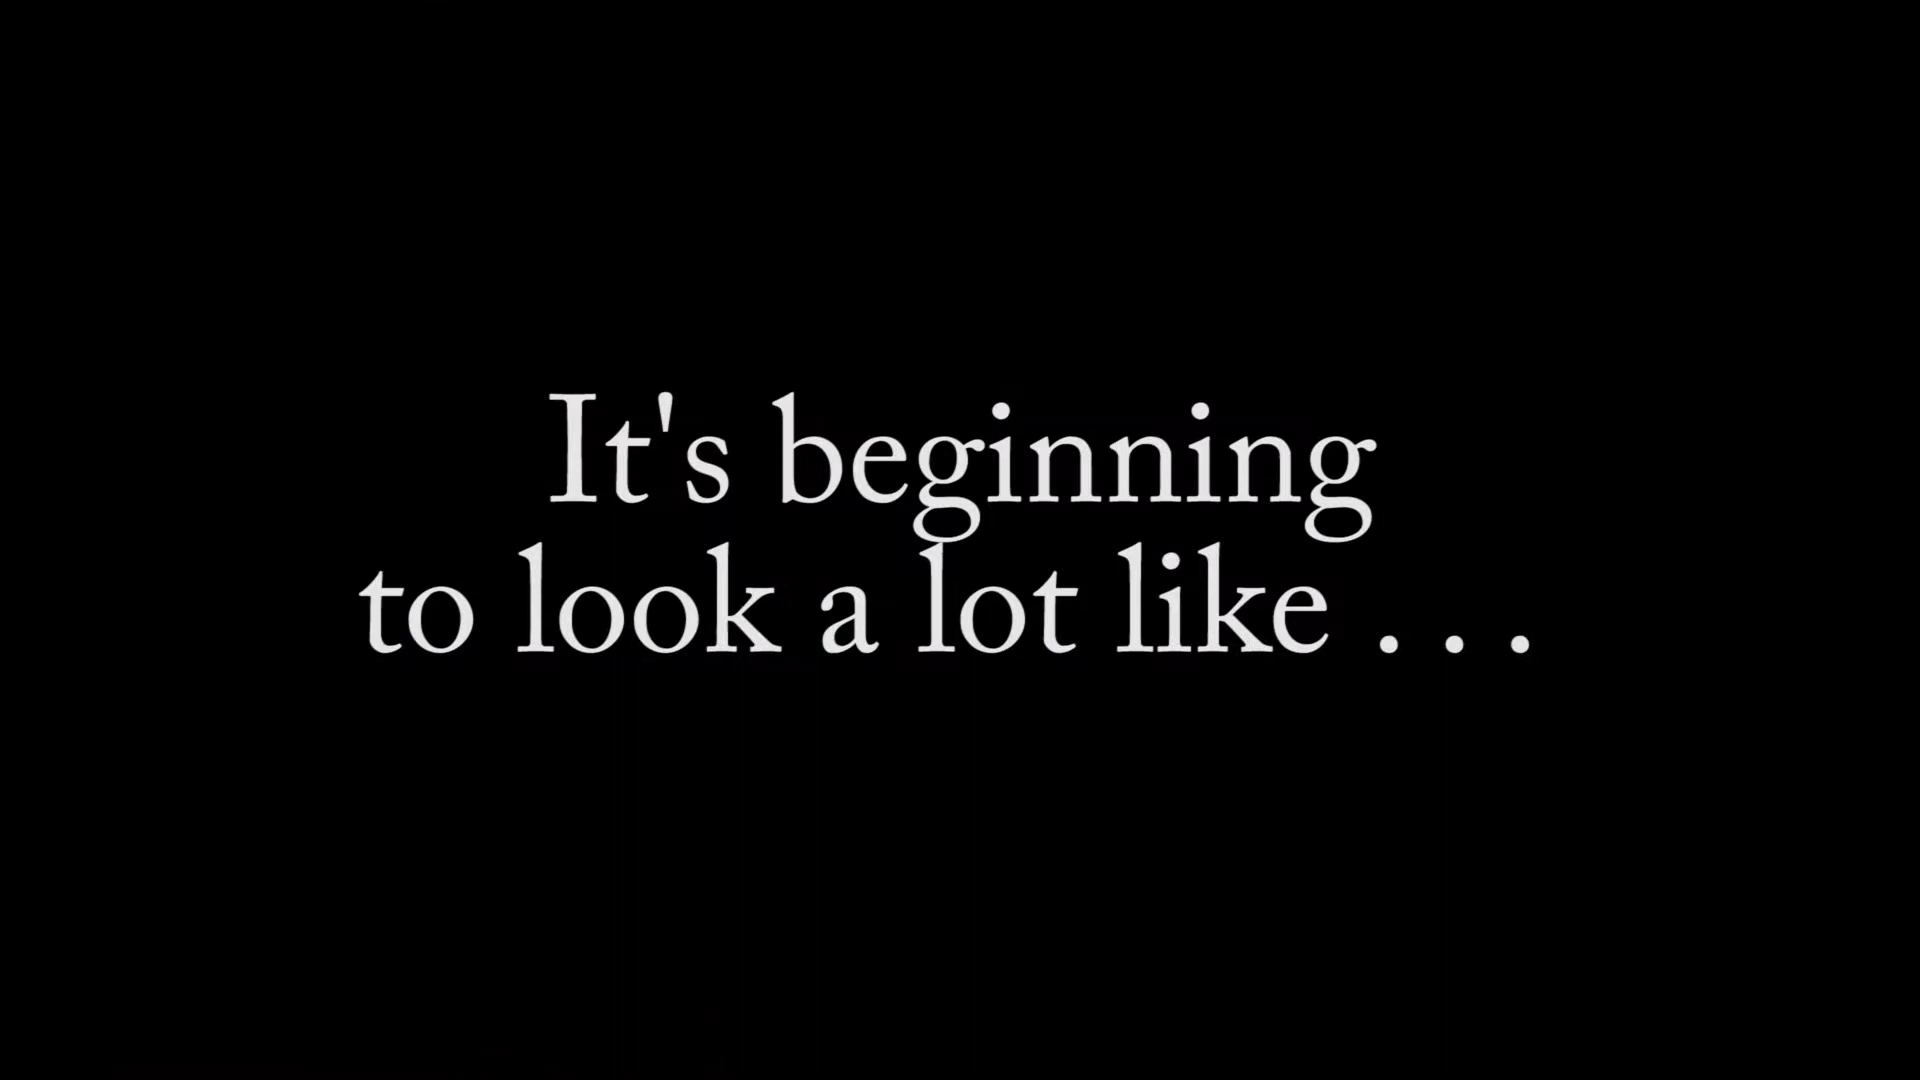 It's beginning
to look a lot like . . .